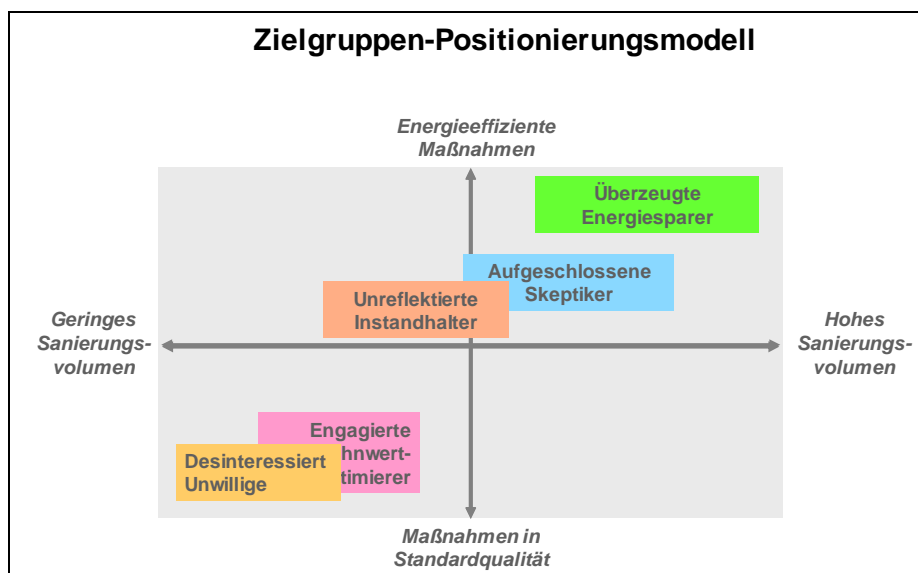 Zielgruppen-Positionierungsmodell
Energieeffiziente
Maßnahmen
Überzeugte
Energiesparer
Aufgeschlossene
Skeptiker
Unreflektierte
Instandhalter
Geringes
Sanierungs-
volumen
Hohes
Sanierungs-
volumen
Engagierte
hnwert-
timierer
Desinteressiert
Unwillige
Maßnahmen in
Standardqualität